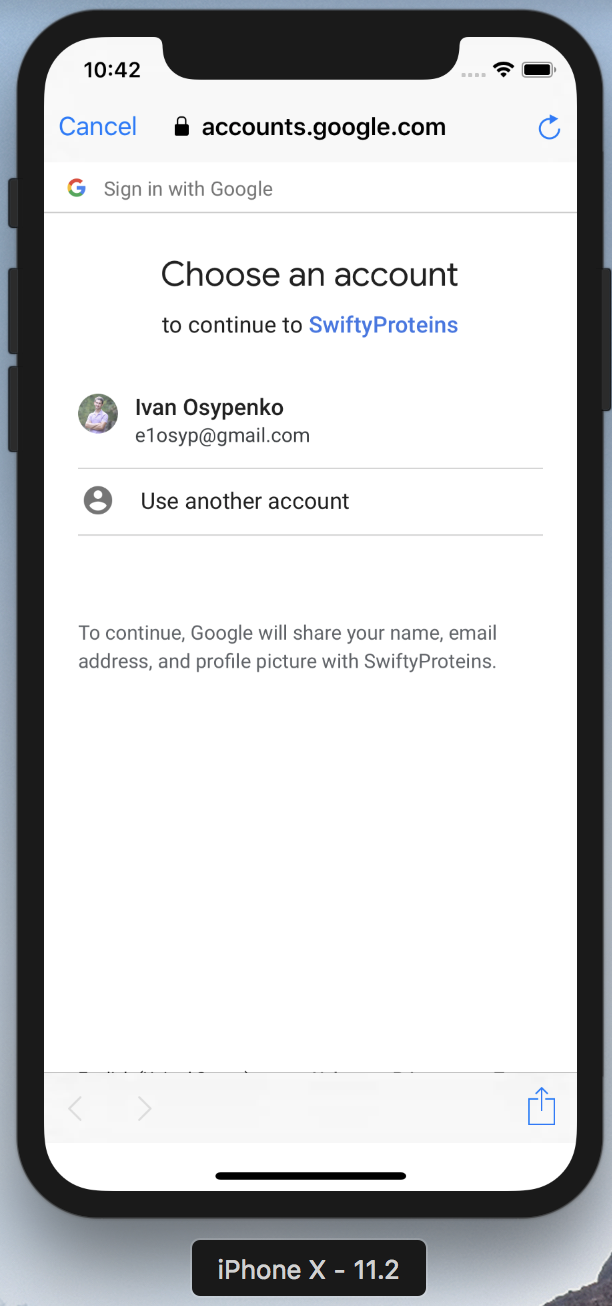 10:42
Cancel accounts.google.com
Sign in with Google
Choose an account
to continue to SwiftyProteins
Ivan Osypenko
e1osyp@gmail.com
Use another account
To continue, Google will share your name, email
address, and profile picture with SwiftyProteins.
iPhone X - 11.2